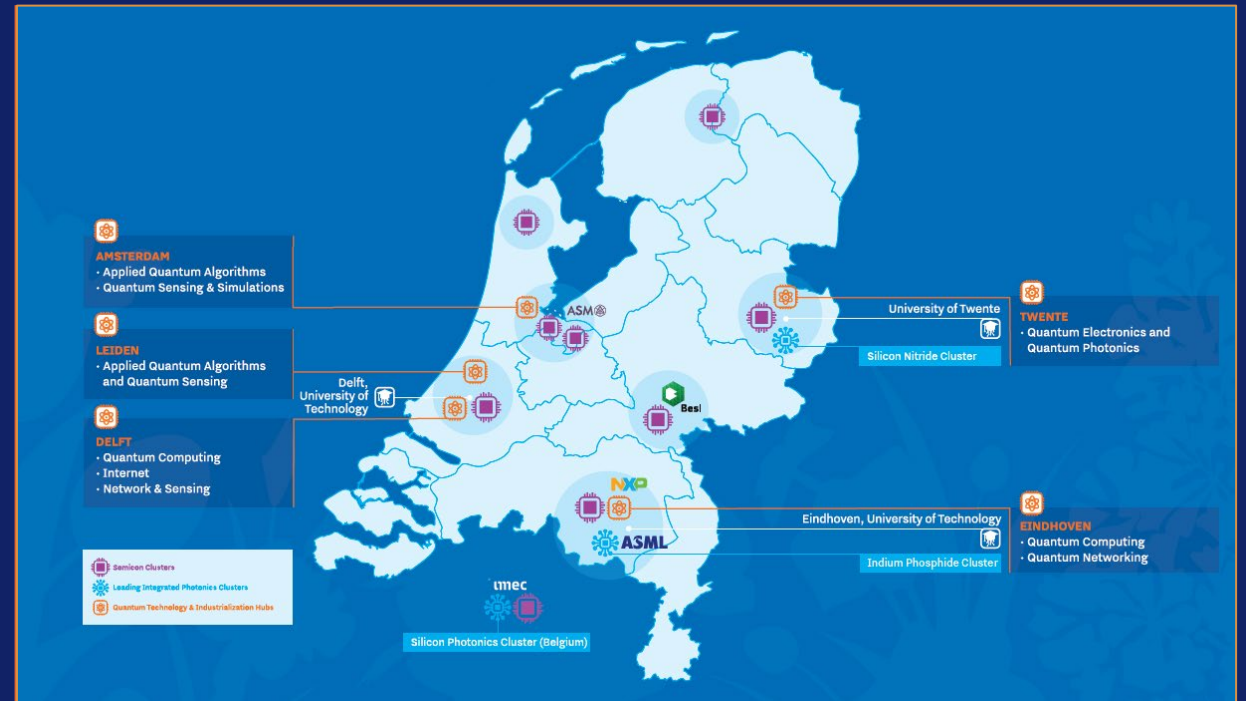 AMSTERDAM
· Applied Quantum Algorithms
· Quantum Sensing & Simulations
LEIDEN
· Applied Quantum Algorithms
and Quantum Sensing
Delft,
University of
Technology
DELFT
· Quantum Computing
· Internet
· Network & Sensing
ASM
Besi
NXP
ASML
University of Twente
Silicon Nitride Cluster
TWENTE
· Quantum Electronics and
Quantum Photonics
Eindhoven, University of Technology
Indium Phosphide Cluster
EINDHOVEN
· Quantum Computing
· Quantum Networking
Semicon Clusters
Leading Integrated Photonics Clusters
Quantum Technology & Industrialization Hubs
imec
Silicon Photonics Cluster (Belgium)